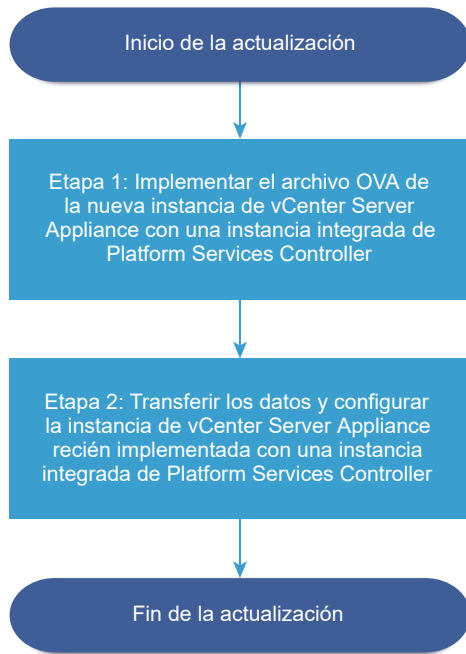 Inicio de la actualización
Etapa 1: Implementar el archivo OVA de
la nueva instancia de vCenter Server
Appliance con una instancia integrada de
Platform Services Controller
Etapa 2: Transferir los datos y configurar
la instancia de vCenter Server Appliance
recién implementada con una instancia
integrada de Platform Services Controller
Fin de la actualización